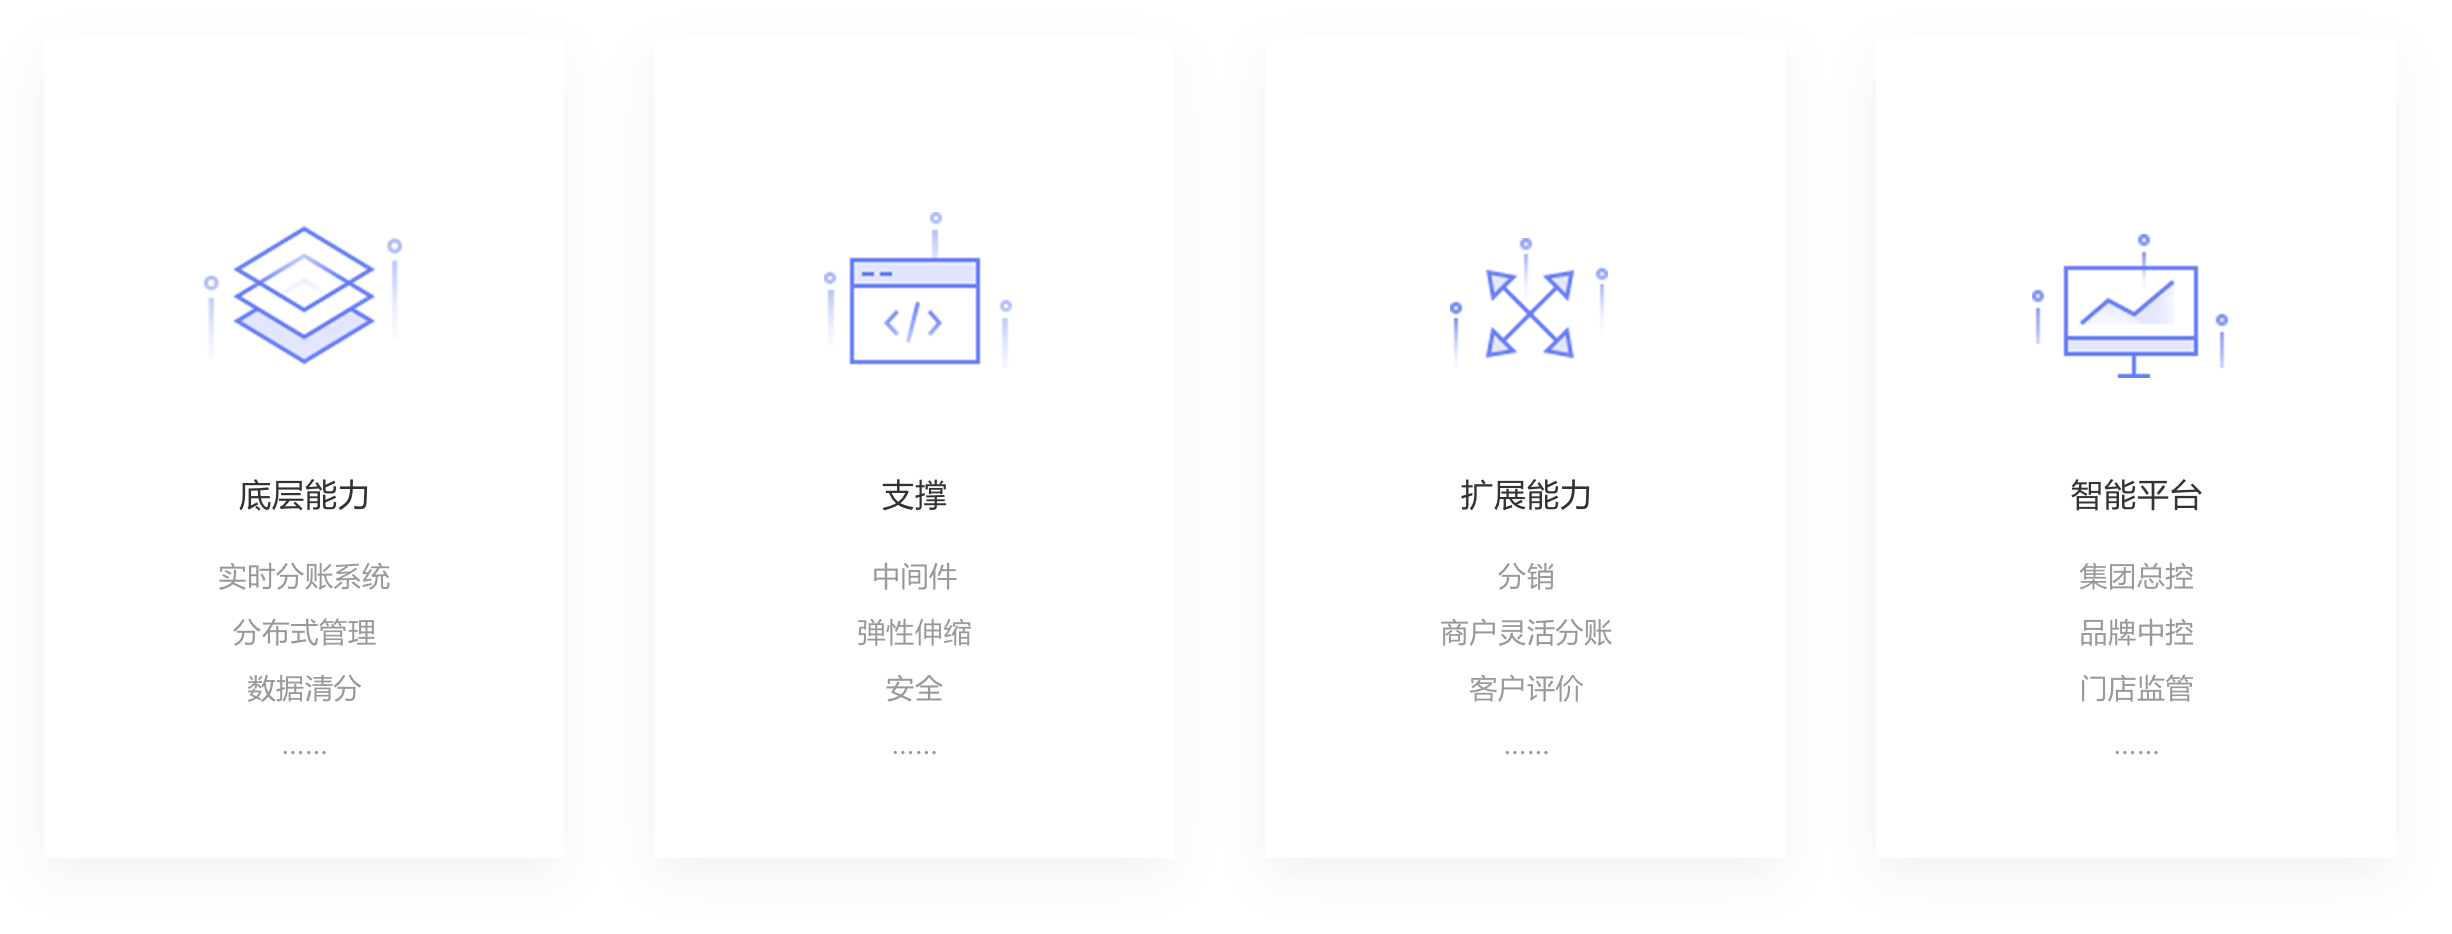 底层能力
实时分账系统
分布式管理
数据清分
......
支撑
中间件
弹性伸缩
安全
......
扩展能力
分销
商户灵活分账
客户评价
......
智能平台
集团总控
品牌中控
门店监管
......